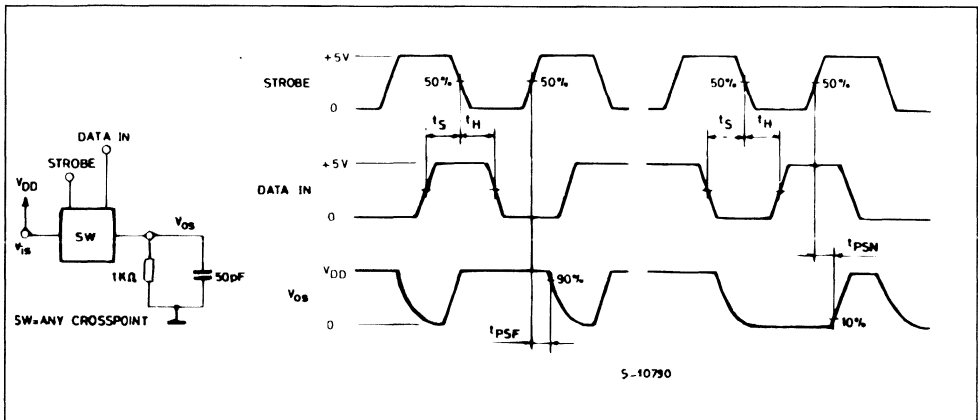 DATA IN
STROBE
VDD
Vis
SW
Vos
1KΩ
50pF
SW=ANY CROSSPOINT
STROBE
+5V
0
50%
50%
50%
50%
tS
tH
tS
tH
DATA IN
+5V
0
tPSN
Vos
VDD
0
90%
10%
tPSF
S-10790